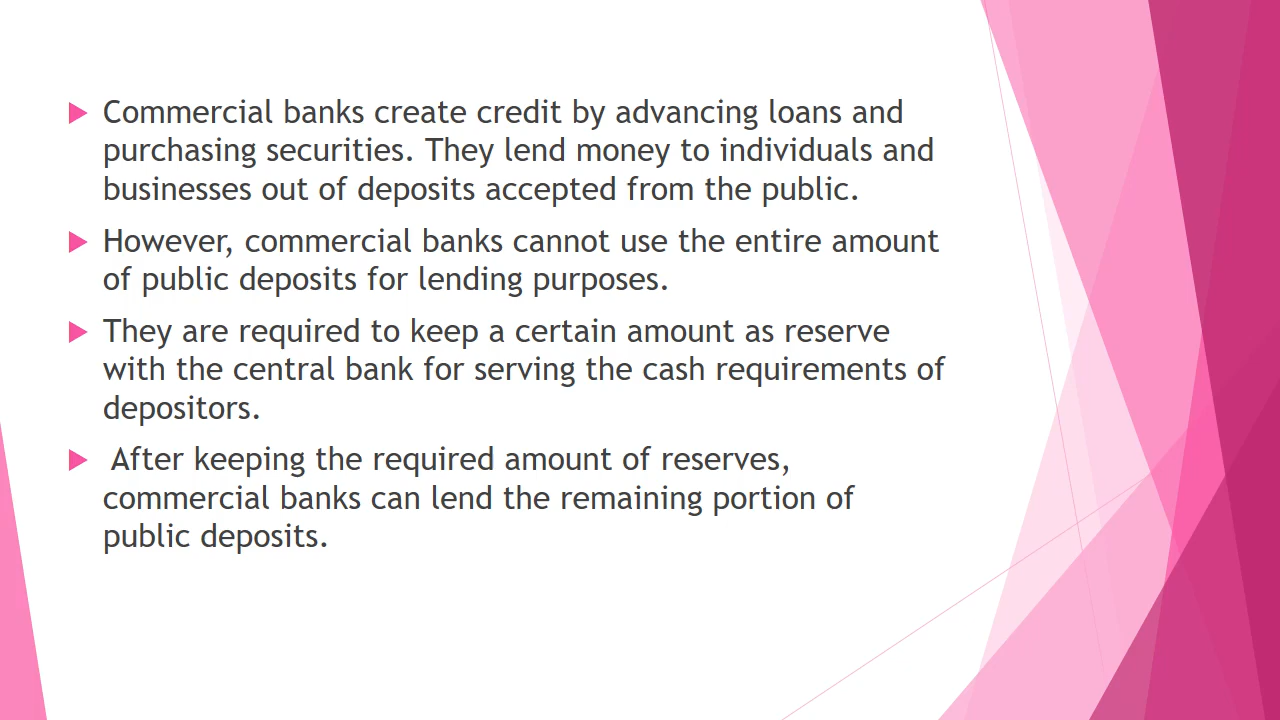 Commercial banks create credit by advancing loans and
purchasing securities. They lend money to individuals and
businesses out of deposits accepted from the public.
However, commercial banks cannot use the entire amount
of public deposits for lending purposes.
They are required to keep a certain amount as reserve
with the central bank for serving the cash requirements of
depositors.
After keeping the required amount of reserves,
commercial banks can lend the remaining portion of
public deposits.